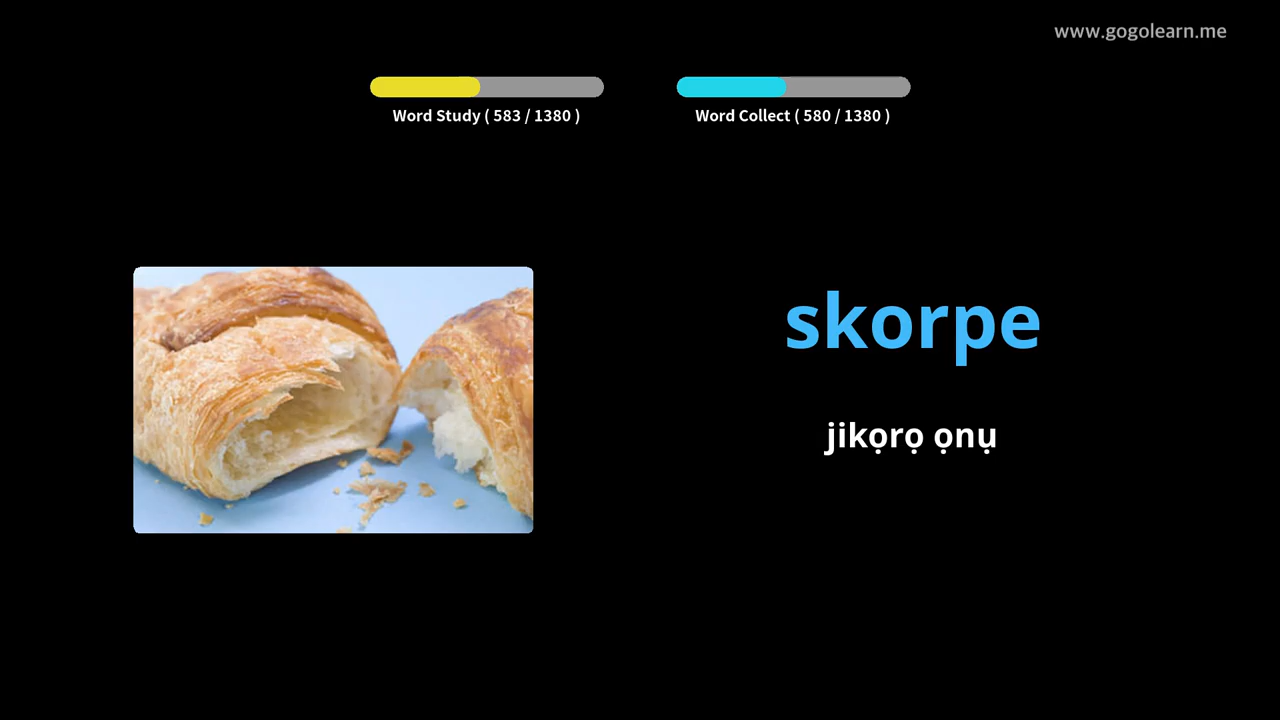 www.gogolearn.me
Word Study ( 583 / 1380 )
Word Collect ( 580 / 1380 )
skorpe
jikọrọ ọnụ